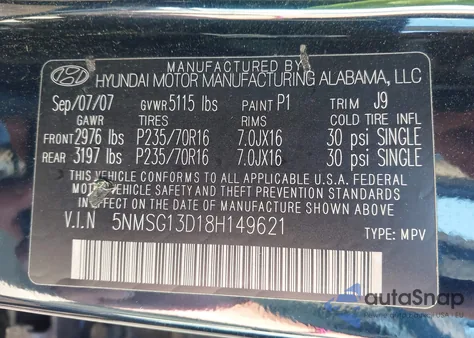 MANUFACTURED BY
HYUNDAI MOTOR MANUFACTURING ALABAMA, LLC
Sep/07/07 GVWR 5115 lbs PAINT P1 TRIM J9
GAWR TIRES RIMS COLD TIRE INFL
FRONT 2976 lbs P235/70R16 7.0JX16 30 psi SINGLE
REAR 3197 lbs P235/70R16 7.0JX16 30 psi SINGLE
THIS VEHICLE CONFORMS TO ALL APPLICABLE U.S.A. FEDERAL
MOTOR VEHICLE SAFETY AND THEFT PREVENTION STANDARDS
IN EFFECT ON THE DATE OF MANUFACTURE SHOWN ABOVE.
V.I.N 5NMSG13D18H149621
TYPE: MPV
autoSnap